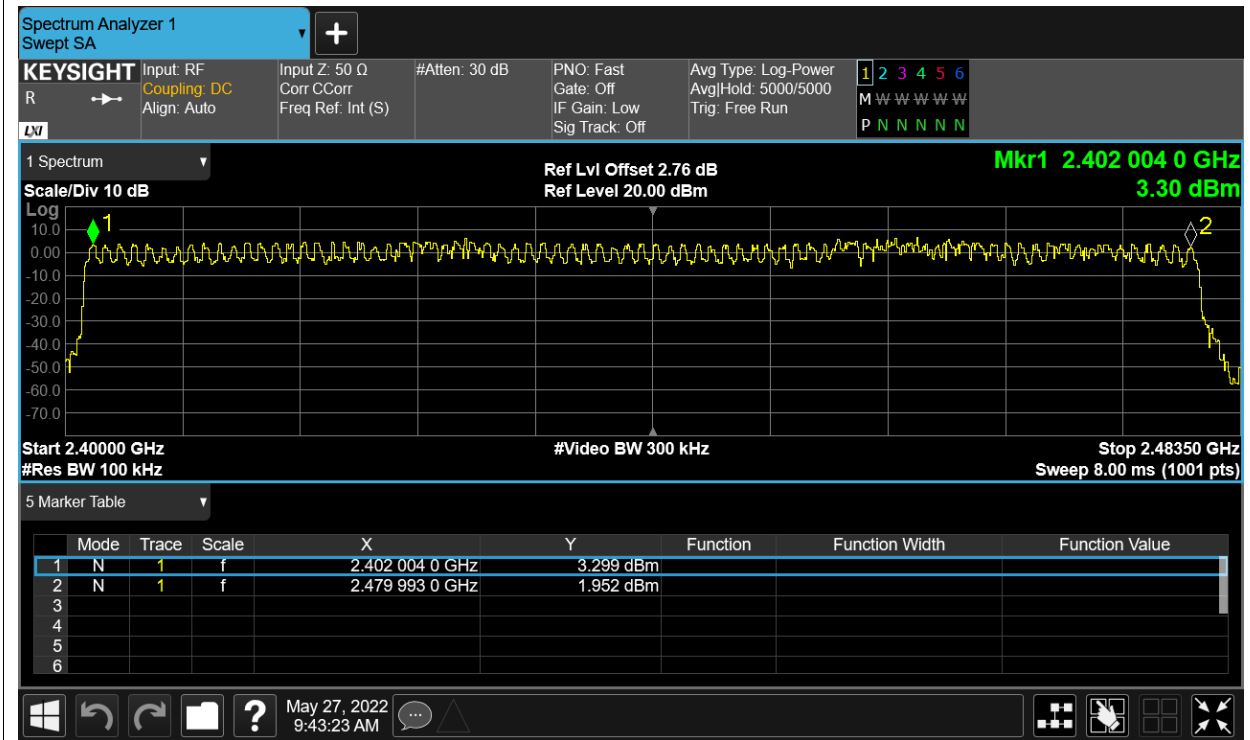 Spectrum Analyzer 1
Swept SA
+
KEYSIGHT Input: RF Input Z: 50 Ω #Atten: 30 dB PNO: Fast Avg Type: Log-Power 1 2 3 4 5 6
R Coupling: DC Corr CCorr Gate: Off Avg|Hold: 5000/5000 M W W W W W
Align: Auto Freq Ref: Int (S) IF Gain: Low Trig: Free Run
LXI Sig Track: Off P N N N N N
1 Spectrum Ref Lvl Offset 2.76 dB Mkr1 2.402 004 0 GHz
Scale/Div 10 dB Ref Level 20.00 dBm 3.30 dBm
Log
1 2
10.0
0.00
-10.0
-20.0
-30.0
-40.0
-50.0
-60.0
-70.0
Start 2.40000 GHz #Video BW 300 kHz Stop 2.48350 GHz
#Res BW 100 kHz Sweep 8.00 ms (1001 pts)
5 Marker Table
Mode Trace Scale X Y Function Function Width Function Value
1 N 1 f 2.402 004 0 GHz 3.299 dBm
2 N 1 f 2.479 993 0 GHz 1.952 dBm
3
4
5
6
? May 27, 2022
9:43:23 AM